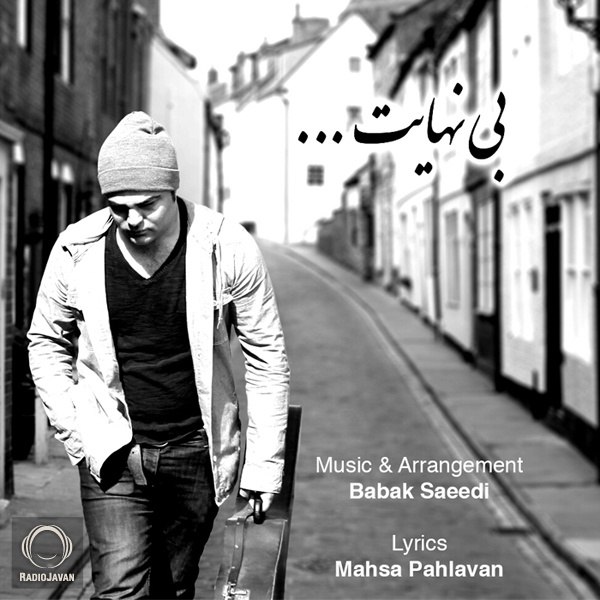 بی نهایت ...
Music & Arrangement
Babak Saeedi
Lyrics
Mahsa Pahlavan
RADIOJAVAN